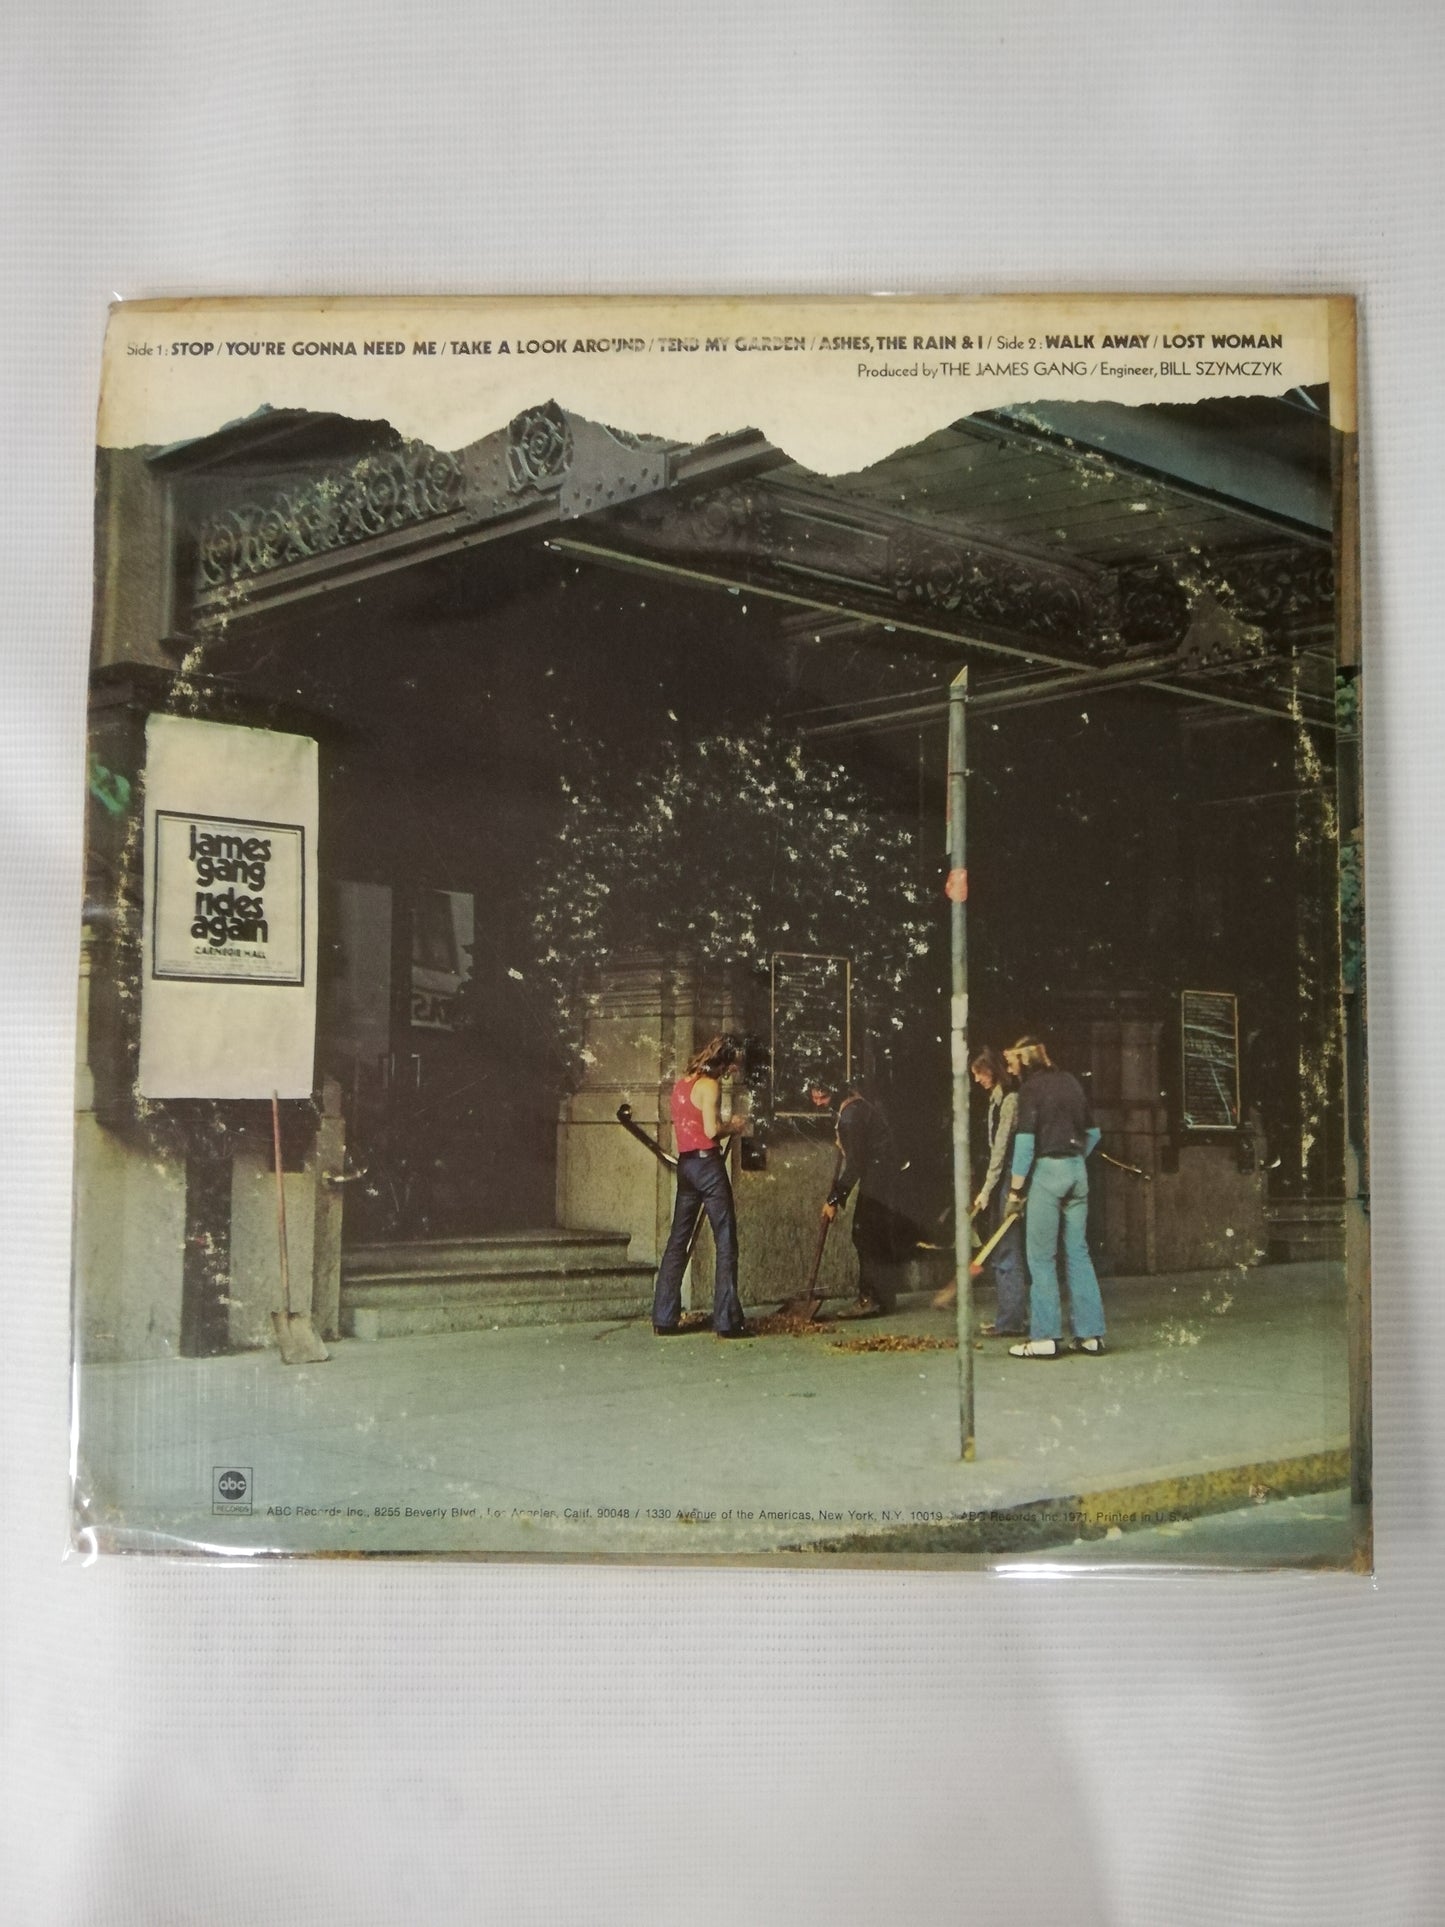 Side 1: STOP / YOU'RE GONNA NEED ME / TAKE A LOOK AROUND / TEND MY GARDEN / ASHES, THE RAIN & I / Side 2: WALK AWAY / LOST WOMAN
Produced by THE JAMES GANG / Engineer, BILL SZYMCZYK
james
gang
rides
again
CARNEGIE HALL
abc
RECORDS
ABC Records Inc., 8255 Beverly Blvd., Los Angeles, Calif. 90048 / 1330 Avenue of the Americas, New York, N.Y. 10019 ABC Records Inc. 1971, Printed in U.S.A.